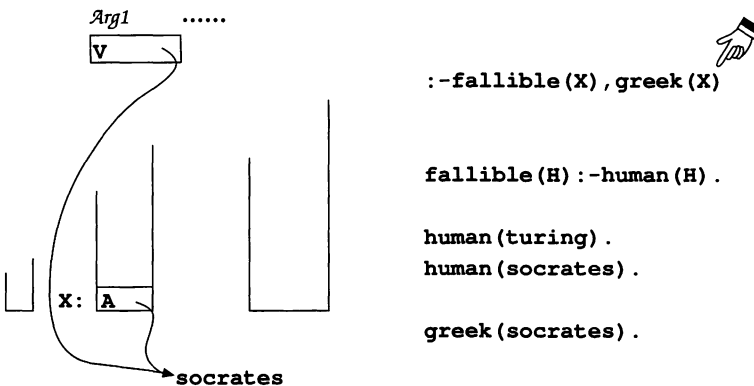 Arg1 ......
V
:-fallible(X),greek(X)
fallible(H):-human(H).
human(turing).
human(socrates).
X: A
greek(socrates).
socrates